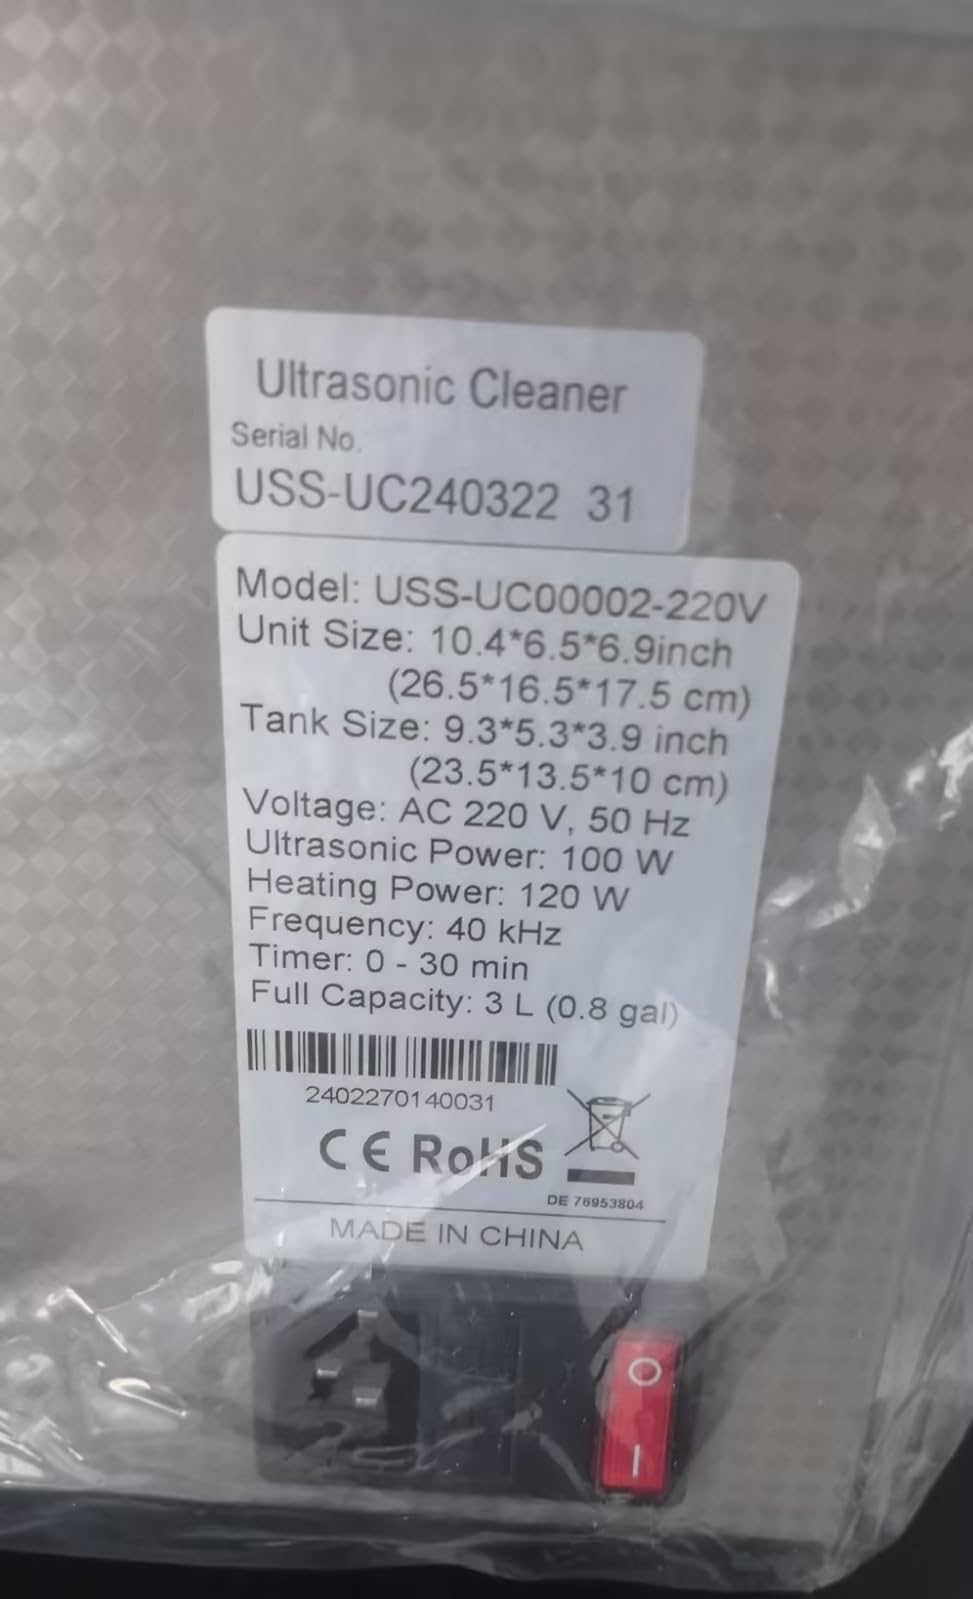 Ultrasonic Cleaner
Serial No.
USS-UC240322 31
Model: USS-UC00002-220V
Unit Size: 10.4*6.5*6.9inch
(26.5*16.5*17.5 cm)
Tank Size: 9.3*5.3*3.9 inch
(23.5*13.5*10 cm)
Voltage: AC 220 V, 50 Hz
Ultrasonic Power: 100 W
Heating Power: 120 W
Frequency: 40 kHz
Timer: 0 - 30 min
Full Capacity: 3 L (0.8 gal)
2402270140031
CE RoHS
DE 76953804
MADE IN CHINA
O
I